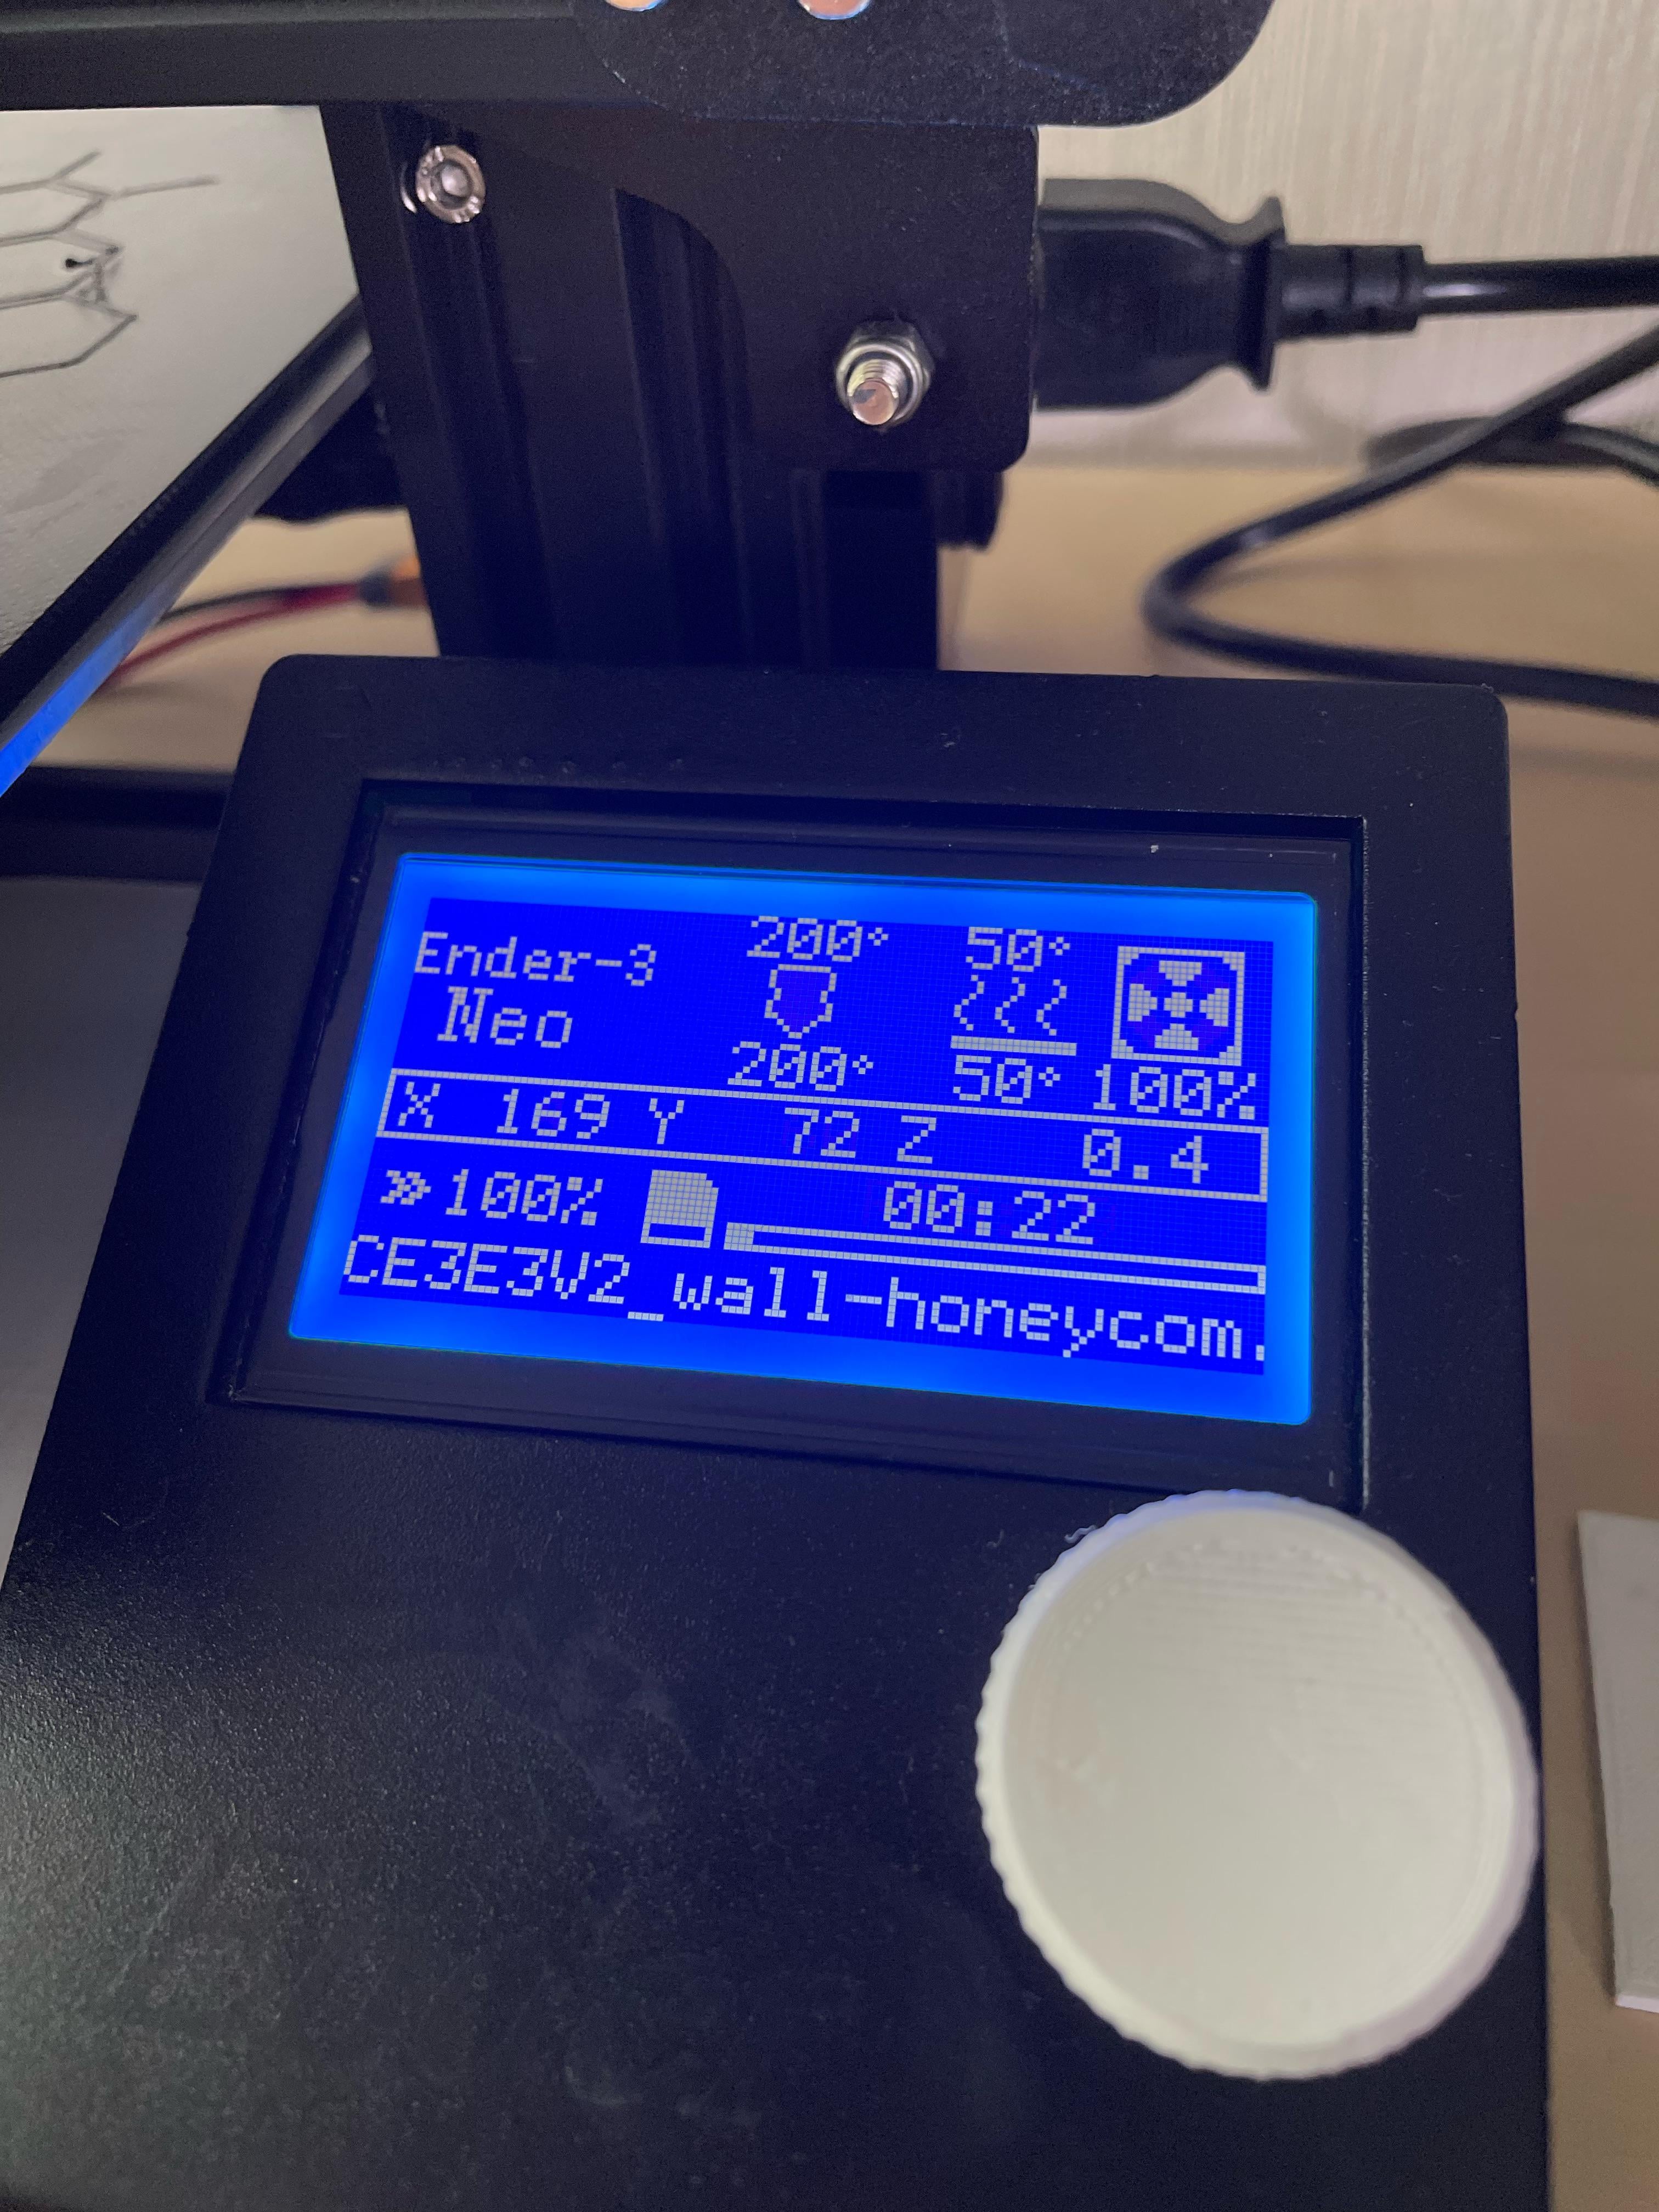 Ender-3 200° 50°
Neo
200° 50° 100%
X 169 Y 72 Z 0.4
»100% 00:22
CE3E3V2_wall-honeycom.